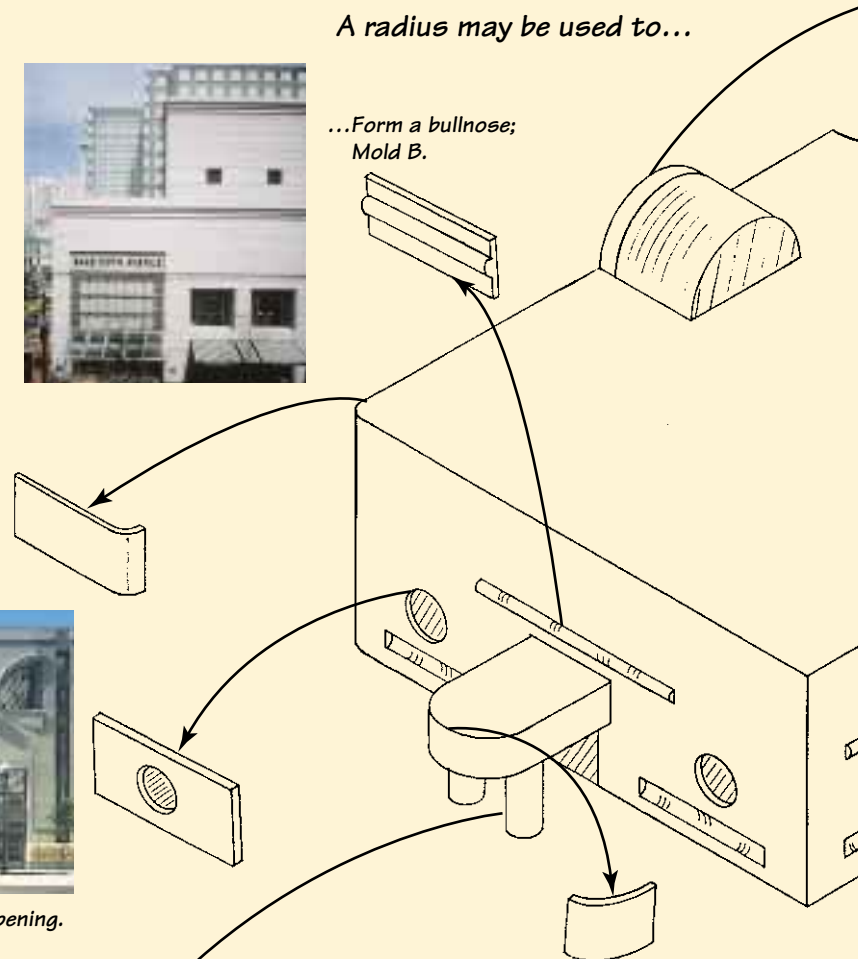 A radius may be used to...
...Form a bullnose;
Mold B.
pening.